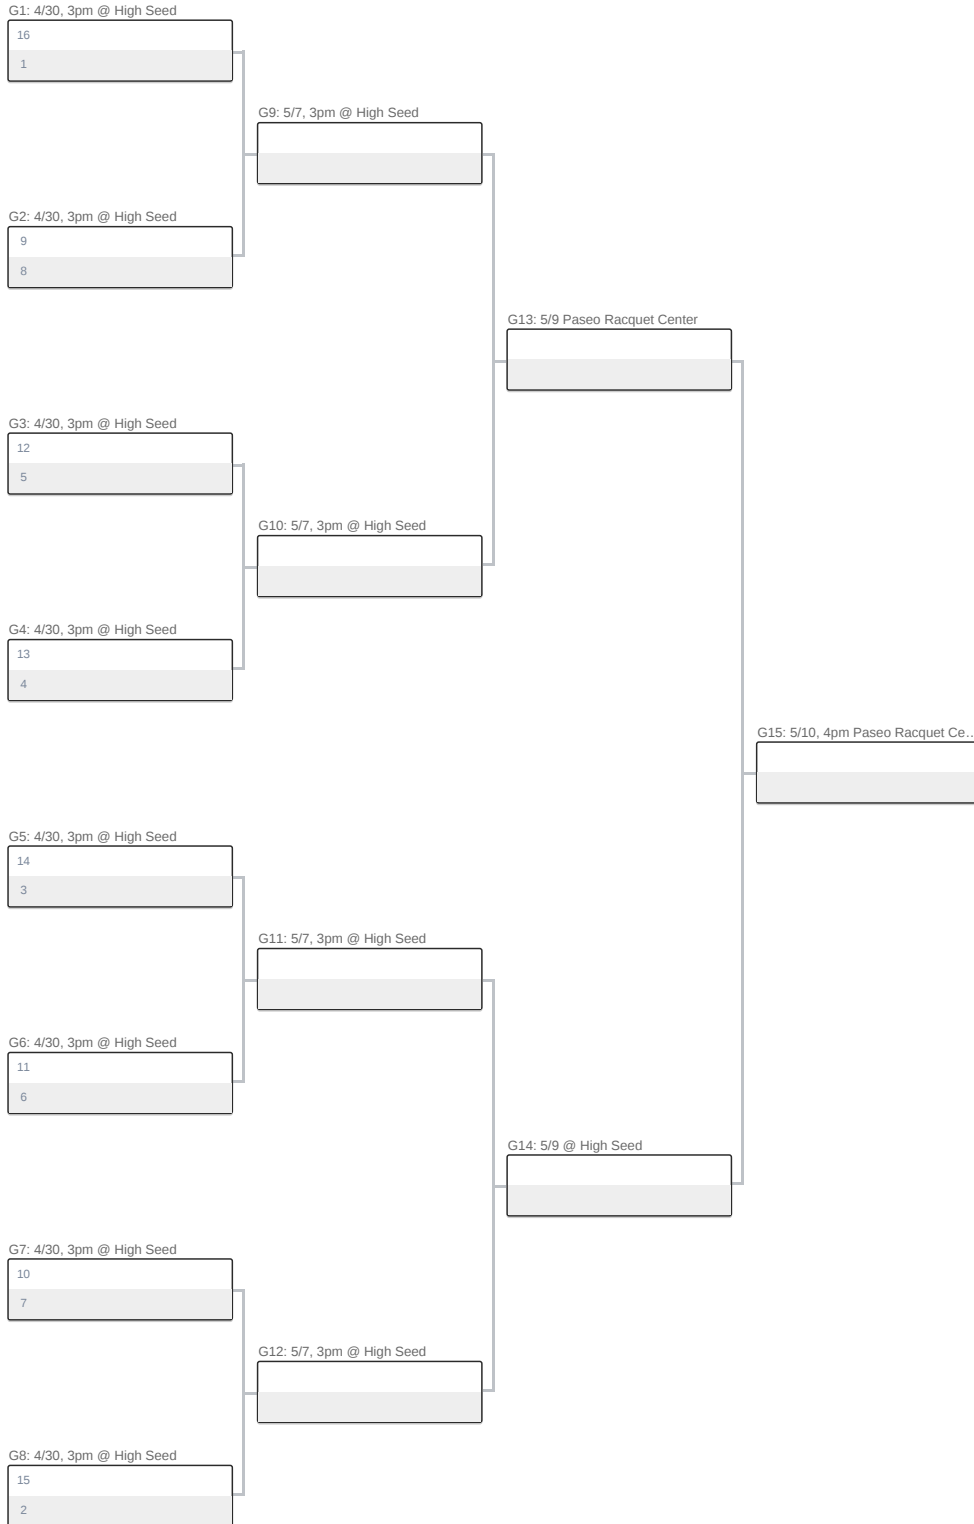 G1: 4/30, 3pm @ High Seed
16
1
G9: 5/7, 3pm @ High Seed
G2: 4/30, 3pm @ High Seed
9
8
G13: 5/9 Paseo Racquet Center
G3: 4/30, 3pm @ High Seed
12
5
G10: 5/7, 3pm @ High Seed
G4: 4/30, 3pm @ High Seed
13
4
G15: 5/10, 4pm Paseo Racquet Ce...
G5: 4/30, 3pm @ High Seed
14
3
G11: 5/7, 3pm @ High Seed
G6: 4/30, 3pm @ High Seed
11
6
G14: 5/9 @ High Seed
G7: 4/30, 3pm @ High Seed
10
7
G12: 5/7, 3pm @ High Seed
G8: 4/30, 3pm @ High Seed
15
2